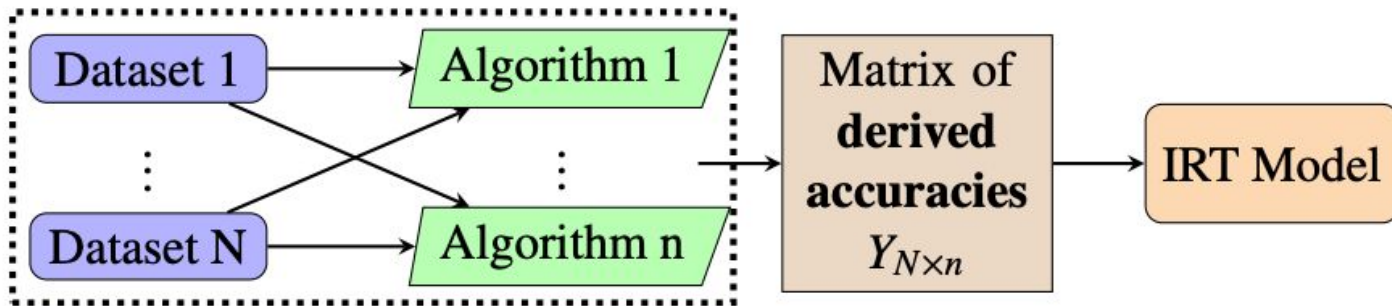 Dataset 1
Algorithm 1
⋮
⋮
Dataset N
Algorithm n
Matrix of
derived
accuracies
Y_{N×n}
IRT Model